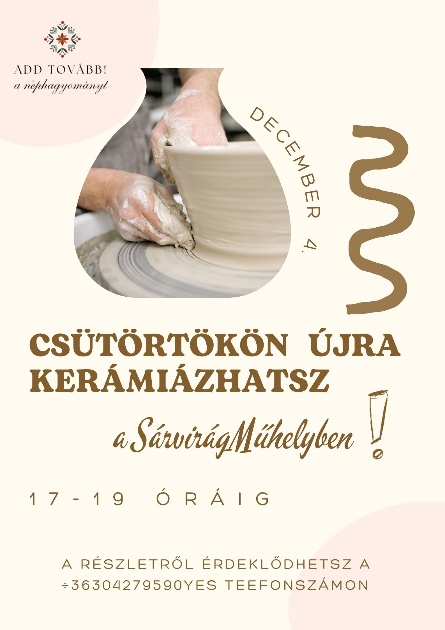 ADD TOVÁBB!
a néphagyományt
DECEMBER 4.
CSÜTÖRTÖKÖN ÚJRA
KERÁMIÁZHATSZ
a SárvirágMűhelyben !
17-19 ÓRÁIG
A RÉSZLETRŐL ÉRDEKLŐDHETSZ A
+36304279590YES TEEFONSZÁMON